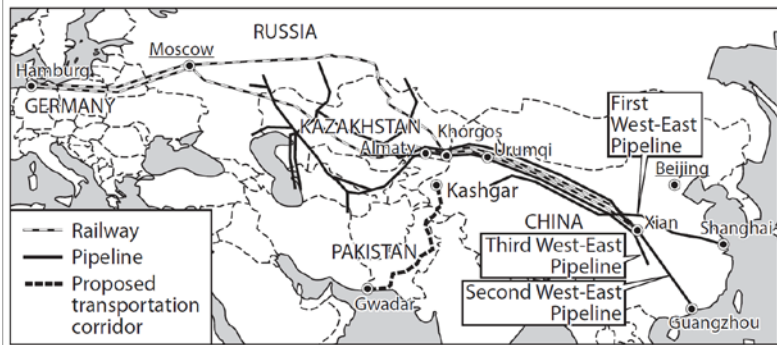 RUSSIA
Moscow
Hamburg
GERMANY
KAZAKHSTAN
Almaty
Khorgos
Urumqi
First
West-East
Pipeline
Beijing
Kashgar
CHINA
Xian
Shanghai
PAKISTAN
Third West-East
Pipeline
Second West-East
Pipeline
Gwadar
Guangzhou
Railway
Pipeline
Proposed
transportation
corridor